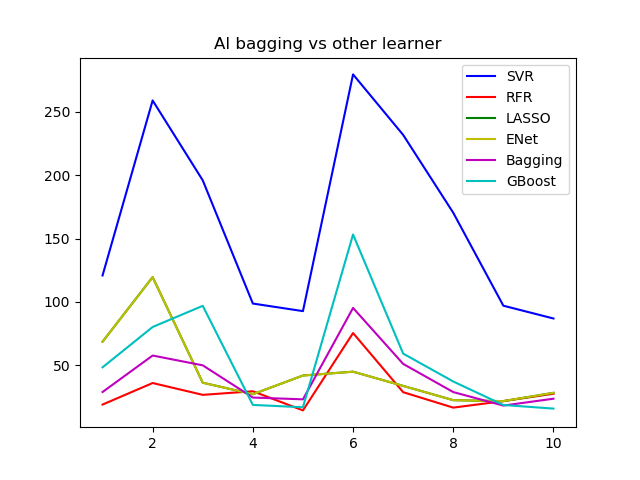 AI bagging vs other learner
SVR
RFR
LASSO
ENet
Bagging
GBoost
250
200
150
100
50
2 4 6 8 10